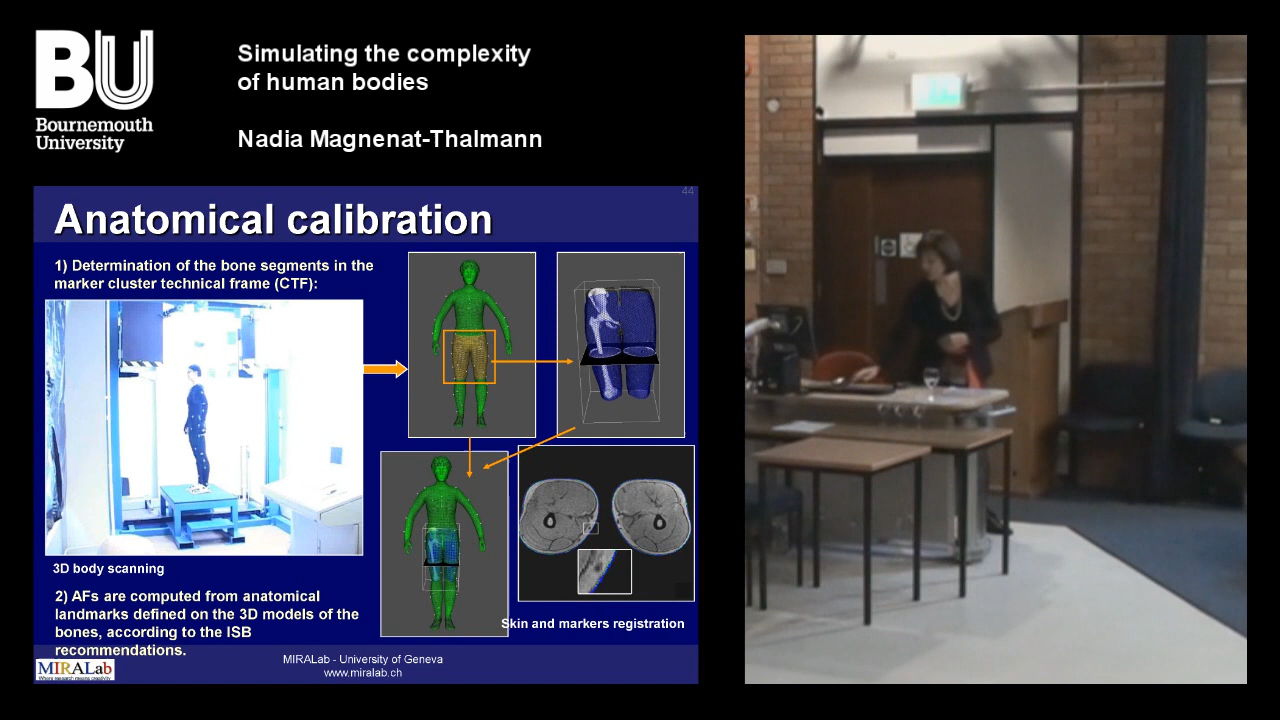 BU
Bournemouth
University
Simulating the complexity
of human bodies
Nadia Magnenat-Thalmann
44
Anatomical calibration
1) Determination of the bone segments in the
marker cluster technical frame (CTF):
3D body scanning
2) AFs are computed from anatomical
landmarks defined on the 3D models of the
bones, according to the ISB
recommendations.
Skin and markers registration
MIRALab
MIRALab - University of Geneva
www.miralab.ch